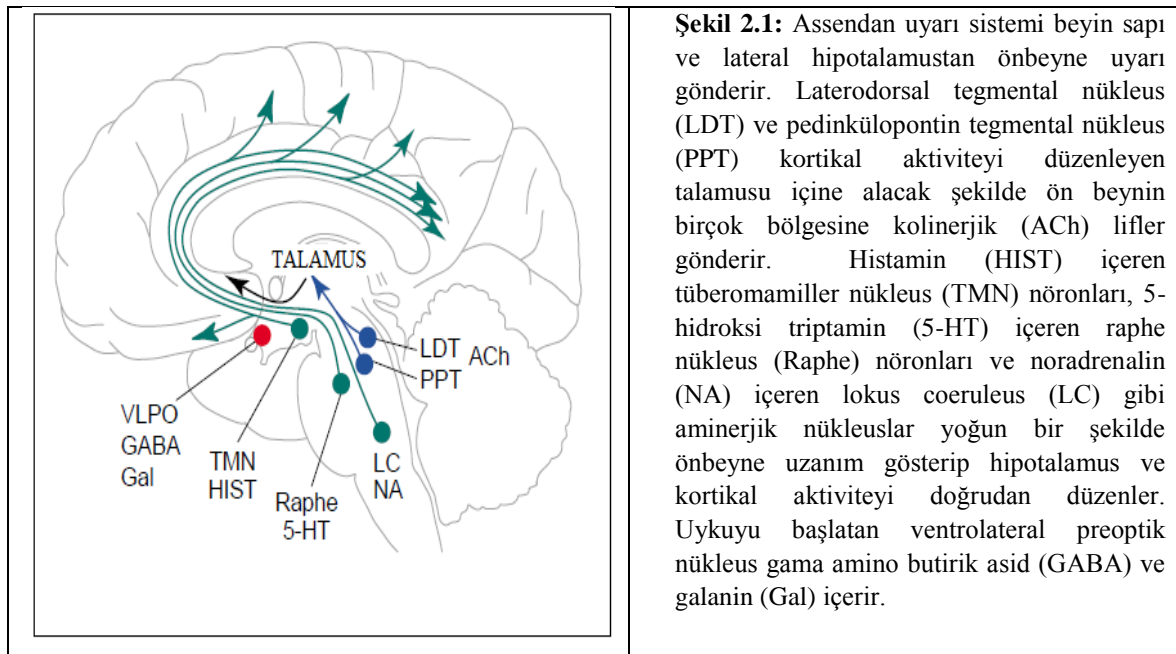 TALAMUS
LDT
ACh
PPT
VLPO
GABA
Gal
TMN
HIST
Raphe
5-HT
LC
NA
Şekil 2.1: Assendan uyarı sistemi beyin sapı
ve lateral hipotalamustan önbeyne uyarı
gönderir. Laterodorsal tegmental nükleus
(LDT) ve pedinkülopontin tegmental nükleus
(PPT) kortikal aktiviteyi düzenleyen
talamusu içine alacak şekilde ön beynin
birçok bölgesine kolinerjik (ACh) lifler
gönderir. Histamin (HIST) içeren
tüberomamiller nükleus (TMN) nöronları, 5-
hidroksi triptamin (5-HT) içeren raphe
nükleus (Raphe) nöronları ve noradrenalin
(NA) içeren lokus coeruleus (LC) gibi
aminerjik nükleuslar yoğun bir şekilde
önbeyne uzanım gösterip hipotalamus ve
kortikal aktiviteyi doğrudan düzenler.
Uykuyu başlatan ventrolateral preoptik
nükleus gama amino butirik asid (GABA) ve
galanin (Gal) içerir.